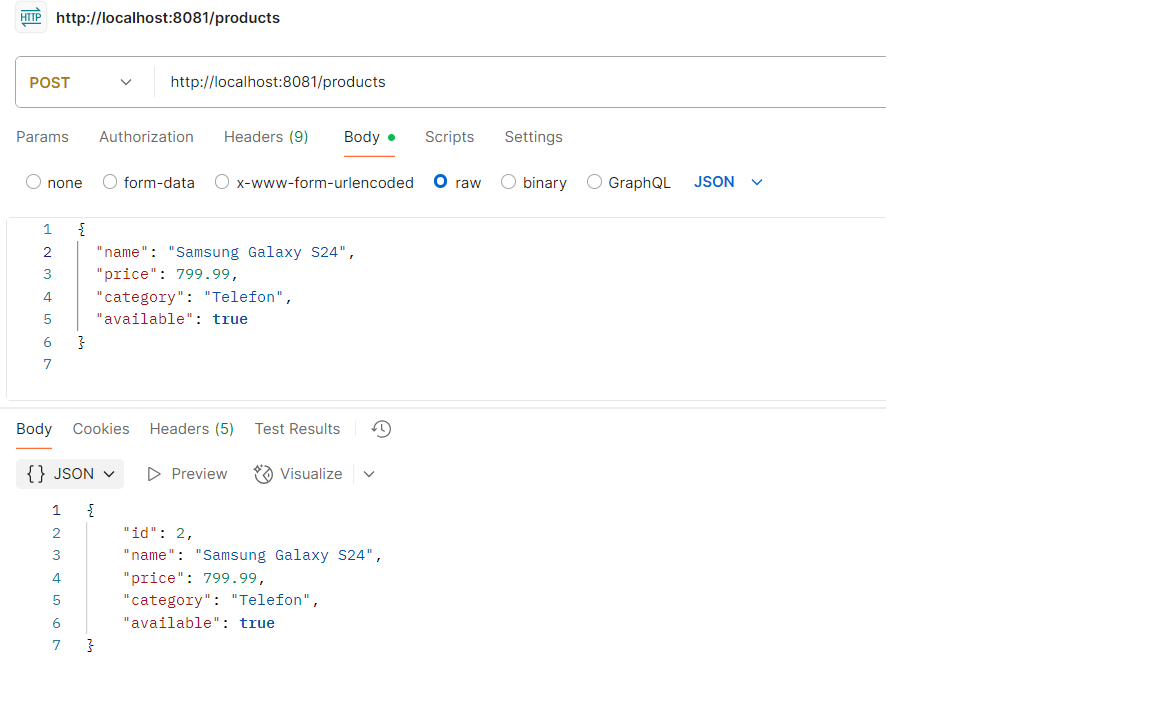 HTTP http://localhost:8081/products
POST http://localhost:8081/products
Params Authorization Headers (9) Body Scripts Settings
none form-data x-www-form-urlencoded raw binary GraphQL JSON
1 {
2 "name": "Samsung Galaxy S24",
3 "price": 799.99,
4 "category": "Telefon",
5 "available": true
6 }
7
Body Cookies Headers (5) Test Results
{} JSON Preview Visualize
1 {
2 "id": 2,
3 "name": "Samsung Galaxy S24",
4 "price": 799.99,
5 "category": "Telefon",
6 "available": true
7 }